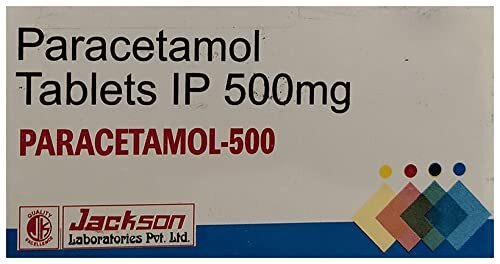 Paracetamol
Tablets IP 500mg
PARACETAMOL-500
QUALITY
EXCELLENCE
Jackson
Laboratories Pvt. Ltd.